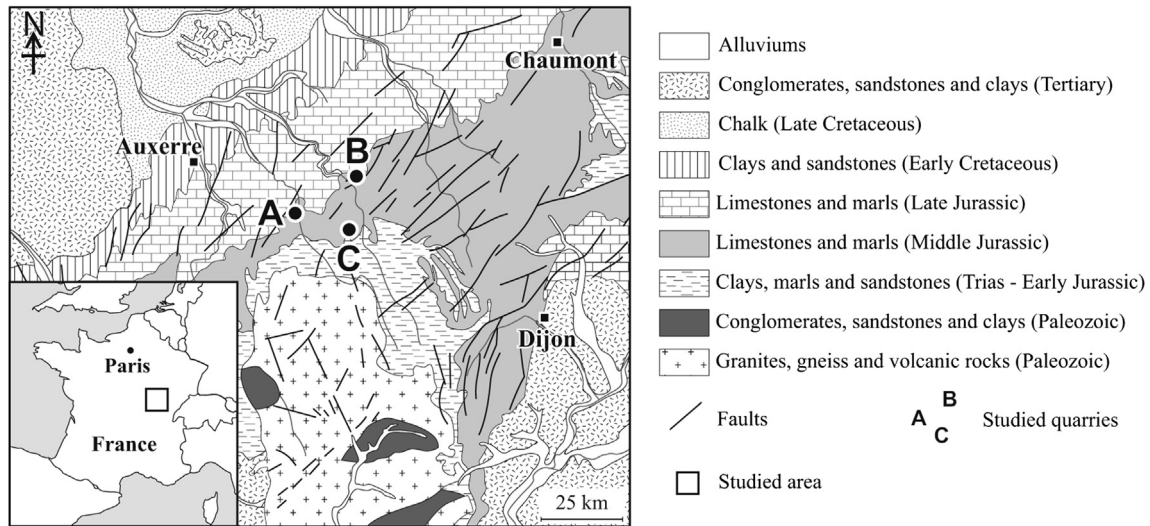 N
Chaumont
Auxerre
B
A
C
Dijon
Paris
France
25 km
Alluviums
Conglomerates, sandstones and clays (Tertiary)
Chalk (Late Cretaceous)
Clays and sandstones (Early Cretaceous)
Limestones and marls (Late Jurassic)
Limestones and marls (Middle Jurassic)
Clays, marls and sandstones (Trias - Early Jurassic)
Conglomerates, sandstones and clays (Paleozoic)
Granites, gneiss and volcanic rocks (Paleozoic)
Faults
B
A
C
Studied quarries
Studied area